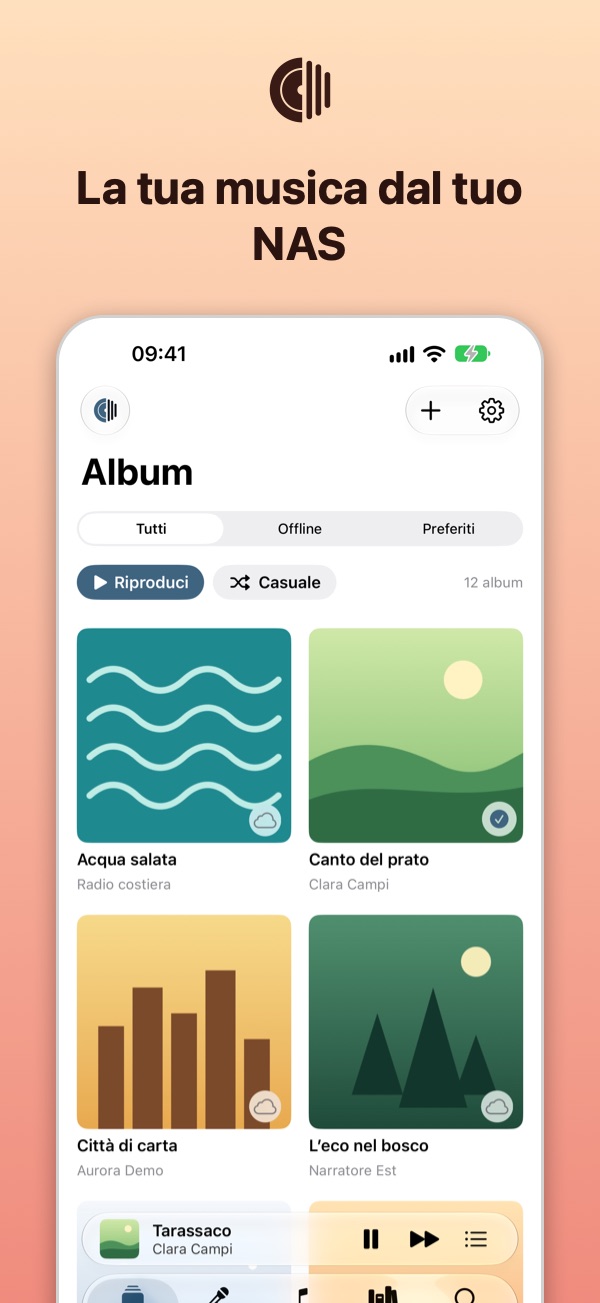 La tua musica dal tuo
NAS
09:41
Album
Tutti Offline Preferiti
Riproduci Casuale 12 album
Acqua salata Canto del prato
Radio costiera Clara Campi
Città di carta L'eco nel bosco
Aurora Demo Narratore Est
Tarassaco
Clara Campi